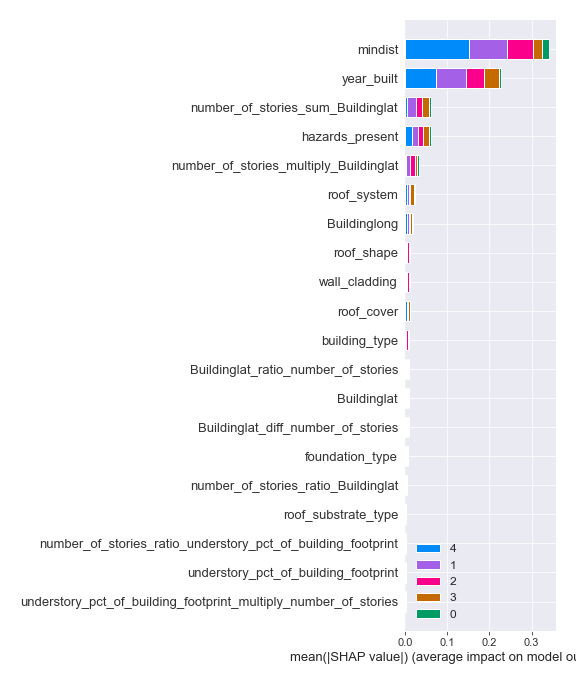 mindist
year_built
number_of_stories_sum_Buildinglat
hazards_present
number_of_stories_multiply_Buildinglat
roof_system
Buildinglong
roof_shape
wall_cladding
roof_cover
building_type
Buildinglat_ratio_number_of_stories
Buildinglat
Buildinglat_diff_number_of_stories
foundation_type
number_of_stories_ratio_Buildinglat
roof_substrate_type
number_of_stories_ratio_understory_pct_of_building_footprint
understory_pct_of_building_footprint
understory_pct_of_building_footprint_multiply_number_of_stories
4
1
2
3
0
0.0 0.1 0.2 0.3
mean(|SHAP value|) (average impact on model ou